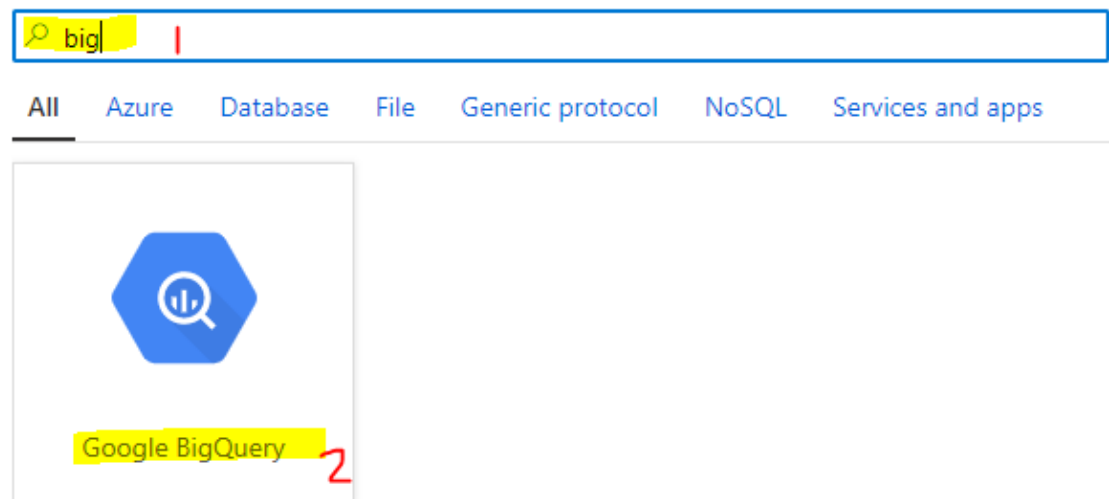 big 1
All Azure Database File Generic protocol NoSQL Services and apps
Google BigQuery 2